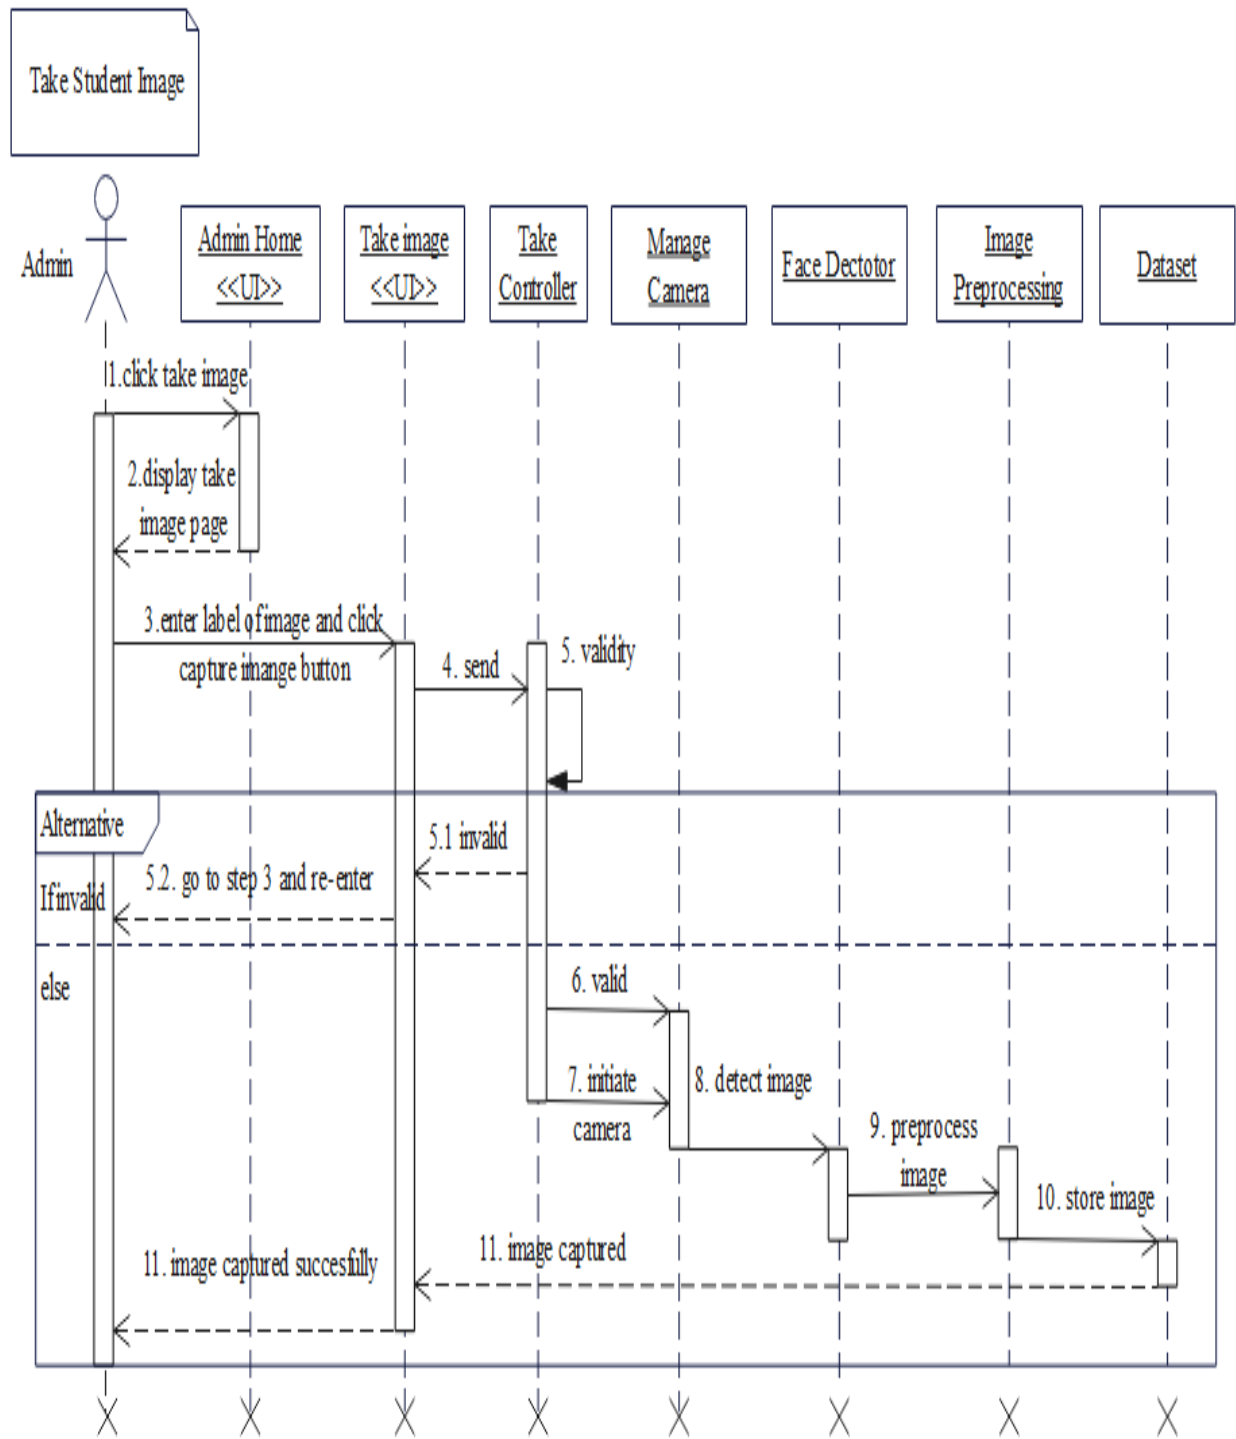 Take Student Image
Admin
Admin Home
<<UI>>
Take image
<<UI>>
Take
Controller
Manage
Camera
Face Dectotor
Image
Preprocessing
Dataset
1.click take image
2.display take
image page
3.enter label of image and click
capture imange button
4. send
5. validity
Alternative
5.1 invalid
If invalid
5.2. go to step 3 and re-enter
else
6. valid
7. initiate
camera
8. detect image
9. preprocess
image
10. store image
11. image captured
11. image captured succesfully